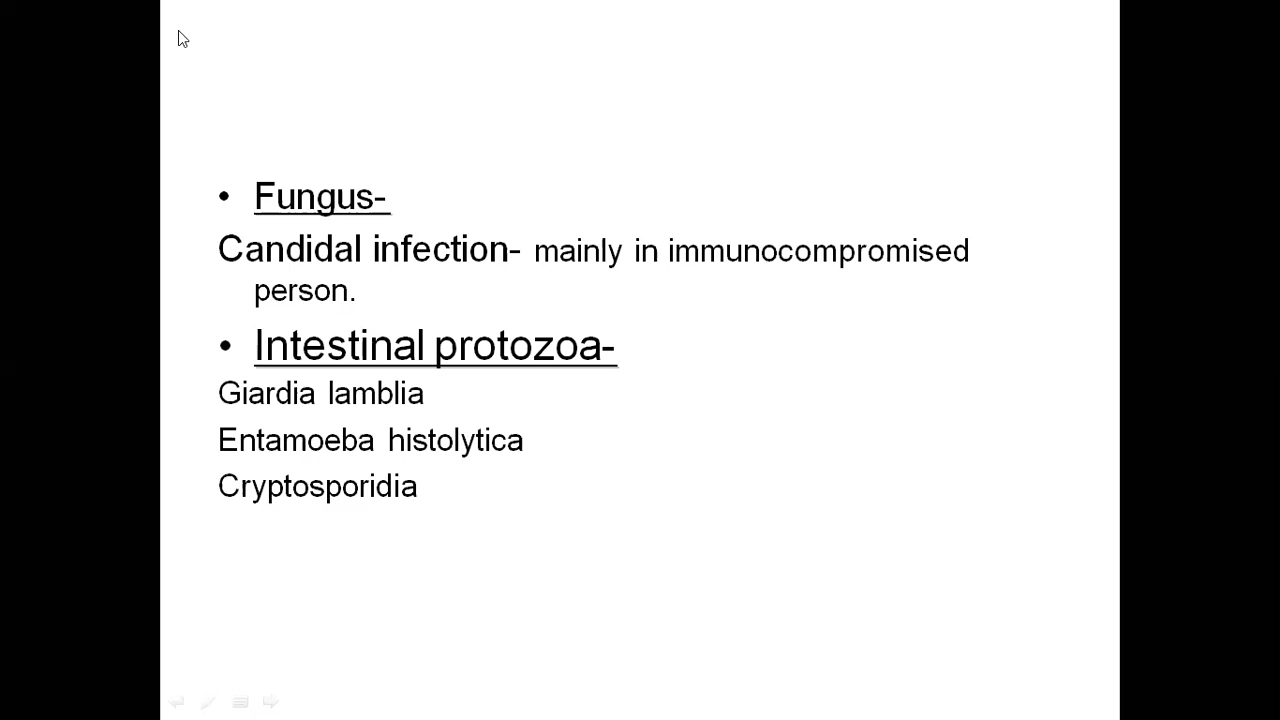 • Fungus-
Candidal infection- mainly in immunocompromised
person.
• Intestinal protozoa-
Giardia lamblia
Entamoeba histolytica
Cryptosporidia